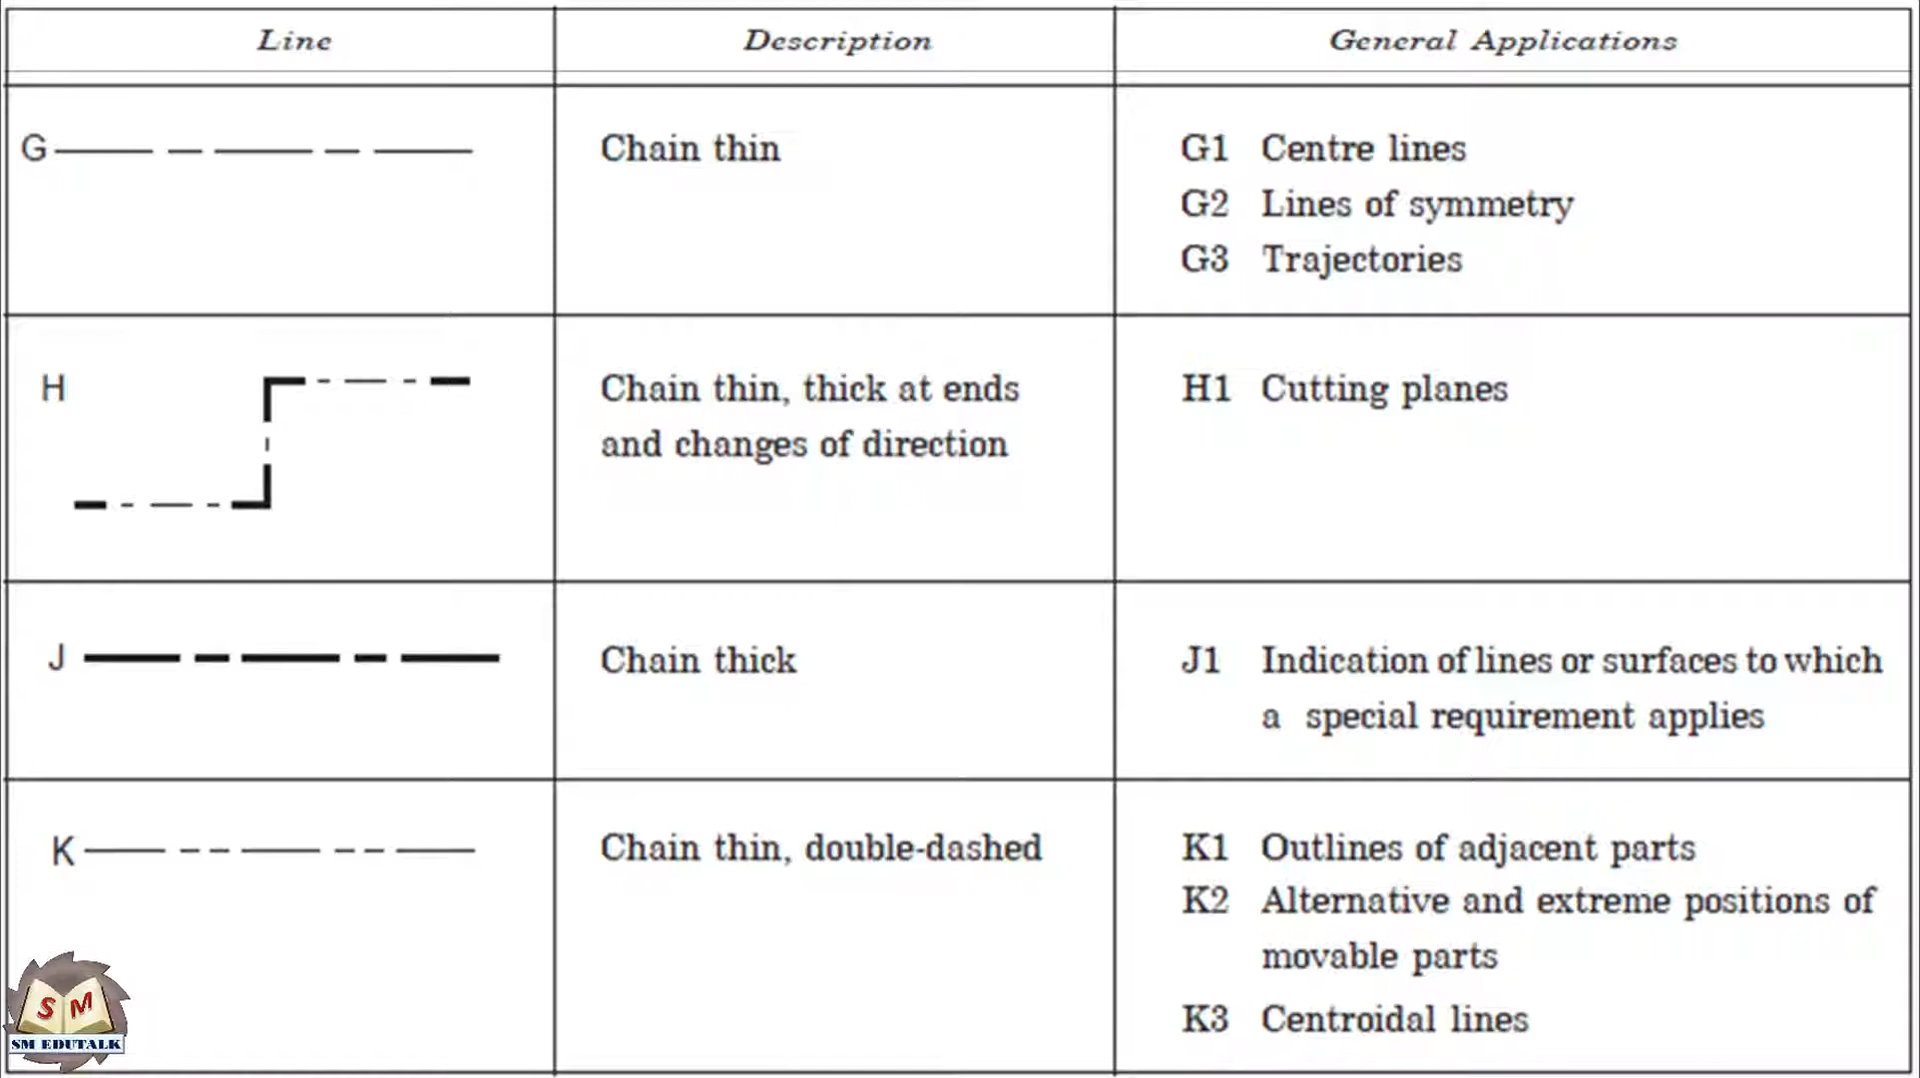 Line Description General Applications
G Chain thin G1 Centre lines
G2 Lines of symmetry
G3 Trajectories
H Chain thin, thick at ends H1 Cutting planes
and changes of direction
J Chain thick J1 Indication of lines or surfaces to which
a special requirement applies
K Chain thin, double-dashed K1 Outlines of adjacent parts
K2 Alternative and extreme positions of
movable parts
K3 Centroidal lines
S M
SM EDUTALK